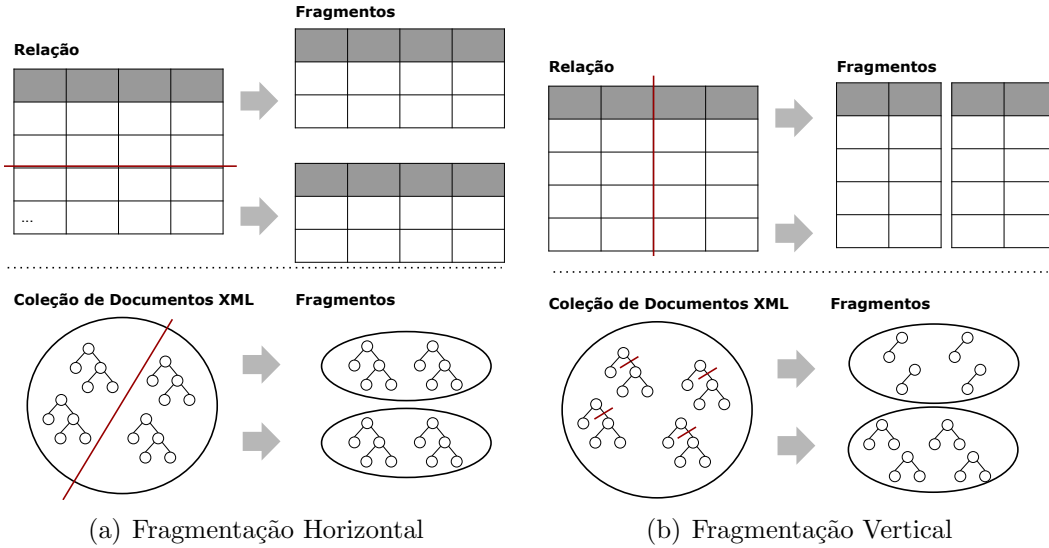 Fragmentos
Relação
...
Coleção de Documentos XML
Fragmentos
(a) Fragmentação Horizontal
Relação
Fragmentos
Coleção de Documentos XML
Fragmentos
(b) Fragmentação Vertical